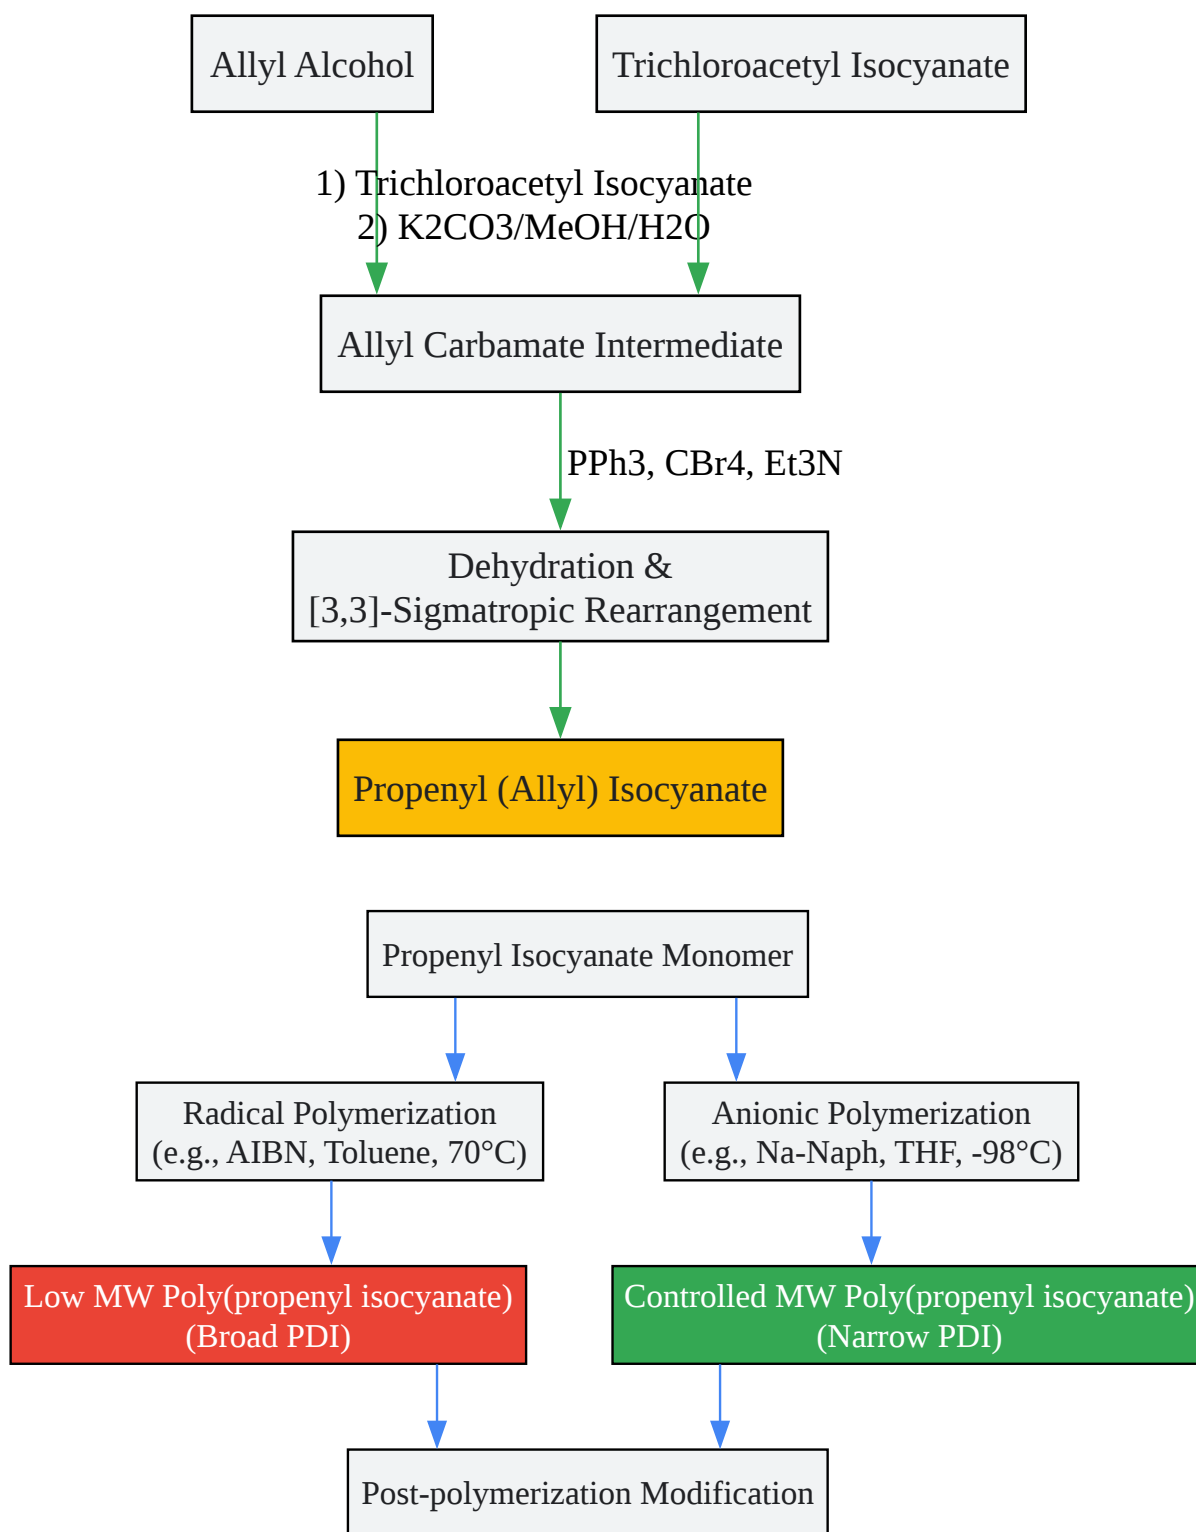 Allyl Alcohol
Trichloroacetyl Isocyanate
1) Trichloroacetyl Isocyanate
2) K2CO3/MeOH/H2O
Allyl Carbamate Intermediate
PPh3, CBr4, Et3N
Dehydration &
[3,3]-Sigmatropic Rearrangement
Propenyl (Allyl) Isocyanate
Propenyl Isocyanate Monomer
Radical Polymerization
(e.g., AIBN, Toluene, 70°C)
Anionic Polymerization
(e.g., Na-Naph, THF, -98°C)
Low MW Poly(propenyl isocyanate)
(Broad PDI)
Controlled MW Poly(propenyl isocyanate)
(Narrow PDI)
Post-polymerization Modification